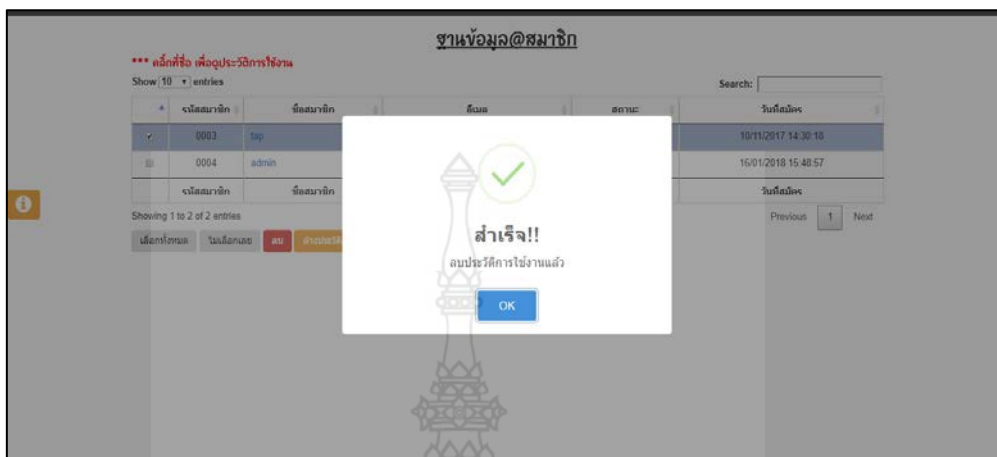 ฐานข้อมูล@สมาชิก
*** คลิ๊กที่ชื่อ เพื่อดูประวัติการใช้งาน
Show 10 entries
Search:
รหัสสมาชิก ชื่อสมาชิก อีเมล สถานะ วันที่สมัคร
0003 tap 10/11/2017 14:30:18
0004 admin 16/01/2018 15:48:57
รหัสสมาชิก ชื่อสมาชิก วันที่สมัคร
Showing 1 to 2 of 2 entries
Previous 1 Next
เลือกทั้งหมด ไม่เลือกเลย ลบ ล้างประวัติ
สำเร็จ!!
ลบประวัติการใช้งานแล้ว
OK